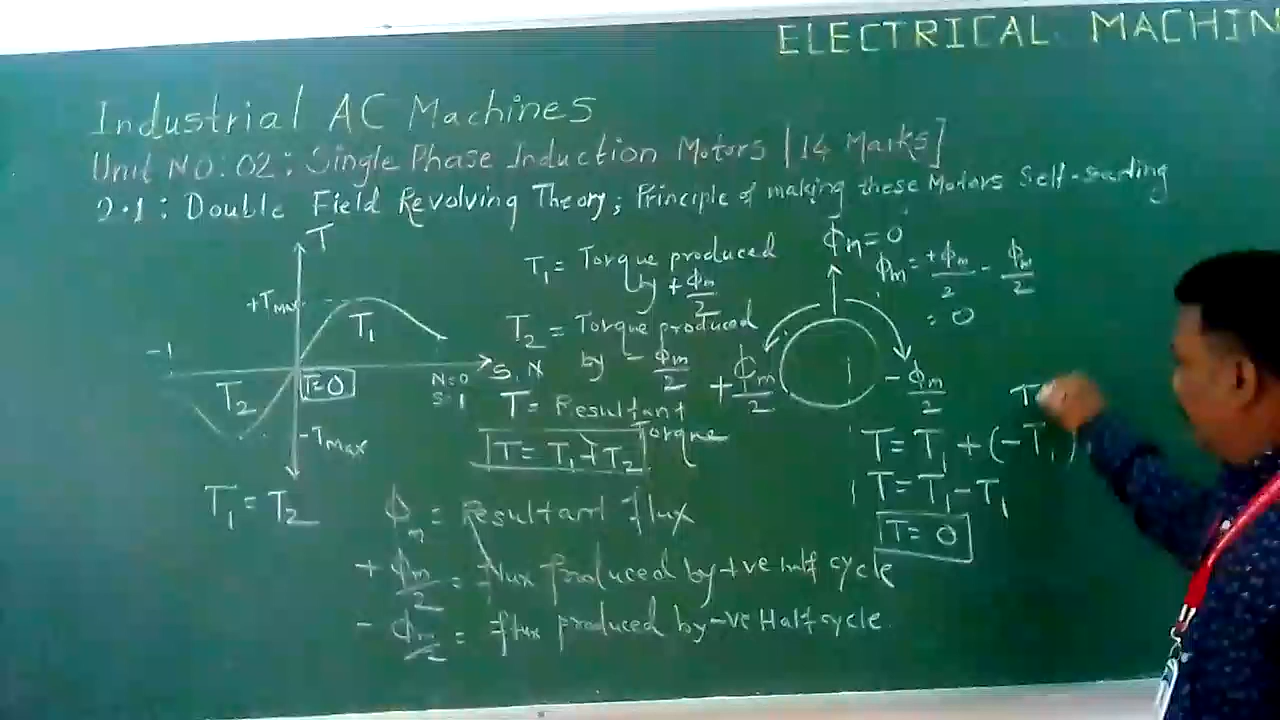 ELECTRICAL MACHIN
Industrial AC Machines
Unit NO: 02: Single Phase Induction Motors [14 Marks]
2.1: Double Field Revolving Theory; Principle of making these Motors Self-starting
T
+Tmax
T1
-1
T2
T=0
N=0
S=1
S, N
-Tmax
T1 = T2
T1 = Torque produced
by +ϕm/2
T2 = Torque produced
by - ϕm/2
T = Resultant
Torque
T = T1 + T2
ϕn = 0
ϕm = +ϕm/2 - ϕm/2
= 0
+ ϕm/2
- ϕm/2
T = T1 + (-T1)
T = T1 - T1
T = 0
ϕn = Resultant flux
+ ϕm/2 = flux produced by +ve half cycle
- ϕm/2 = flux produced by -ve Half cycle